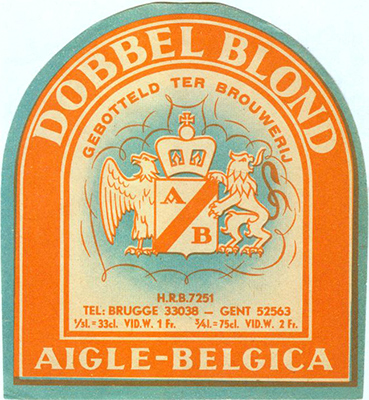 DOBBEL BLOND
GEBOTTELD TER BROUWERIJ
A
B
H.R.B.7251
TEL: BRUGGE 33038 – GENT 52563
⅓l.=33cl. VID.W. 1 Fr. ¾l=75cl. VID.W. 2 Fr.
AIGLE-BELGICA